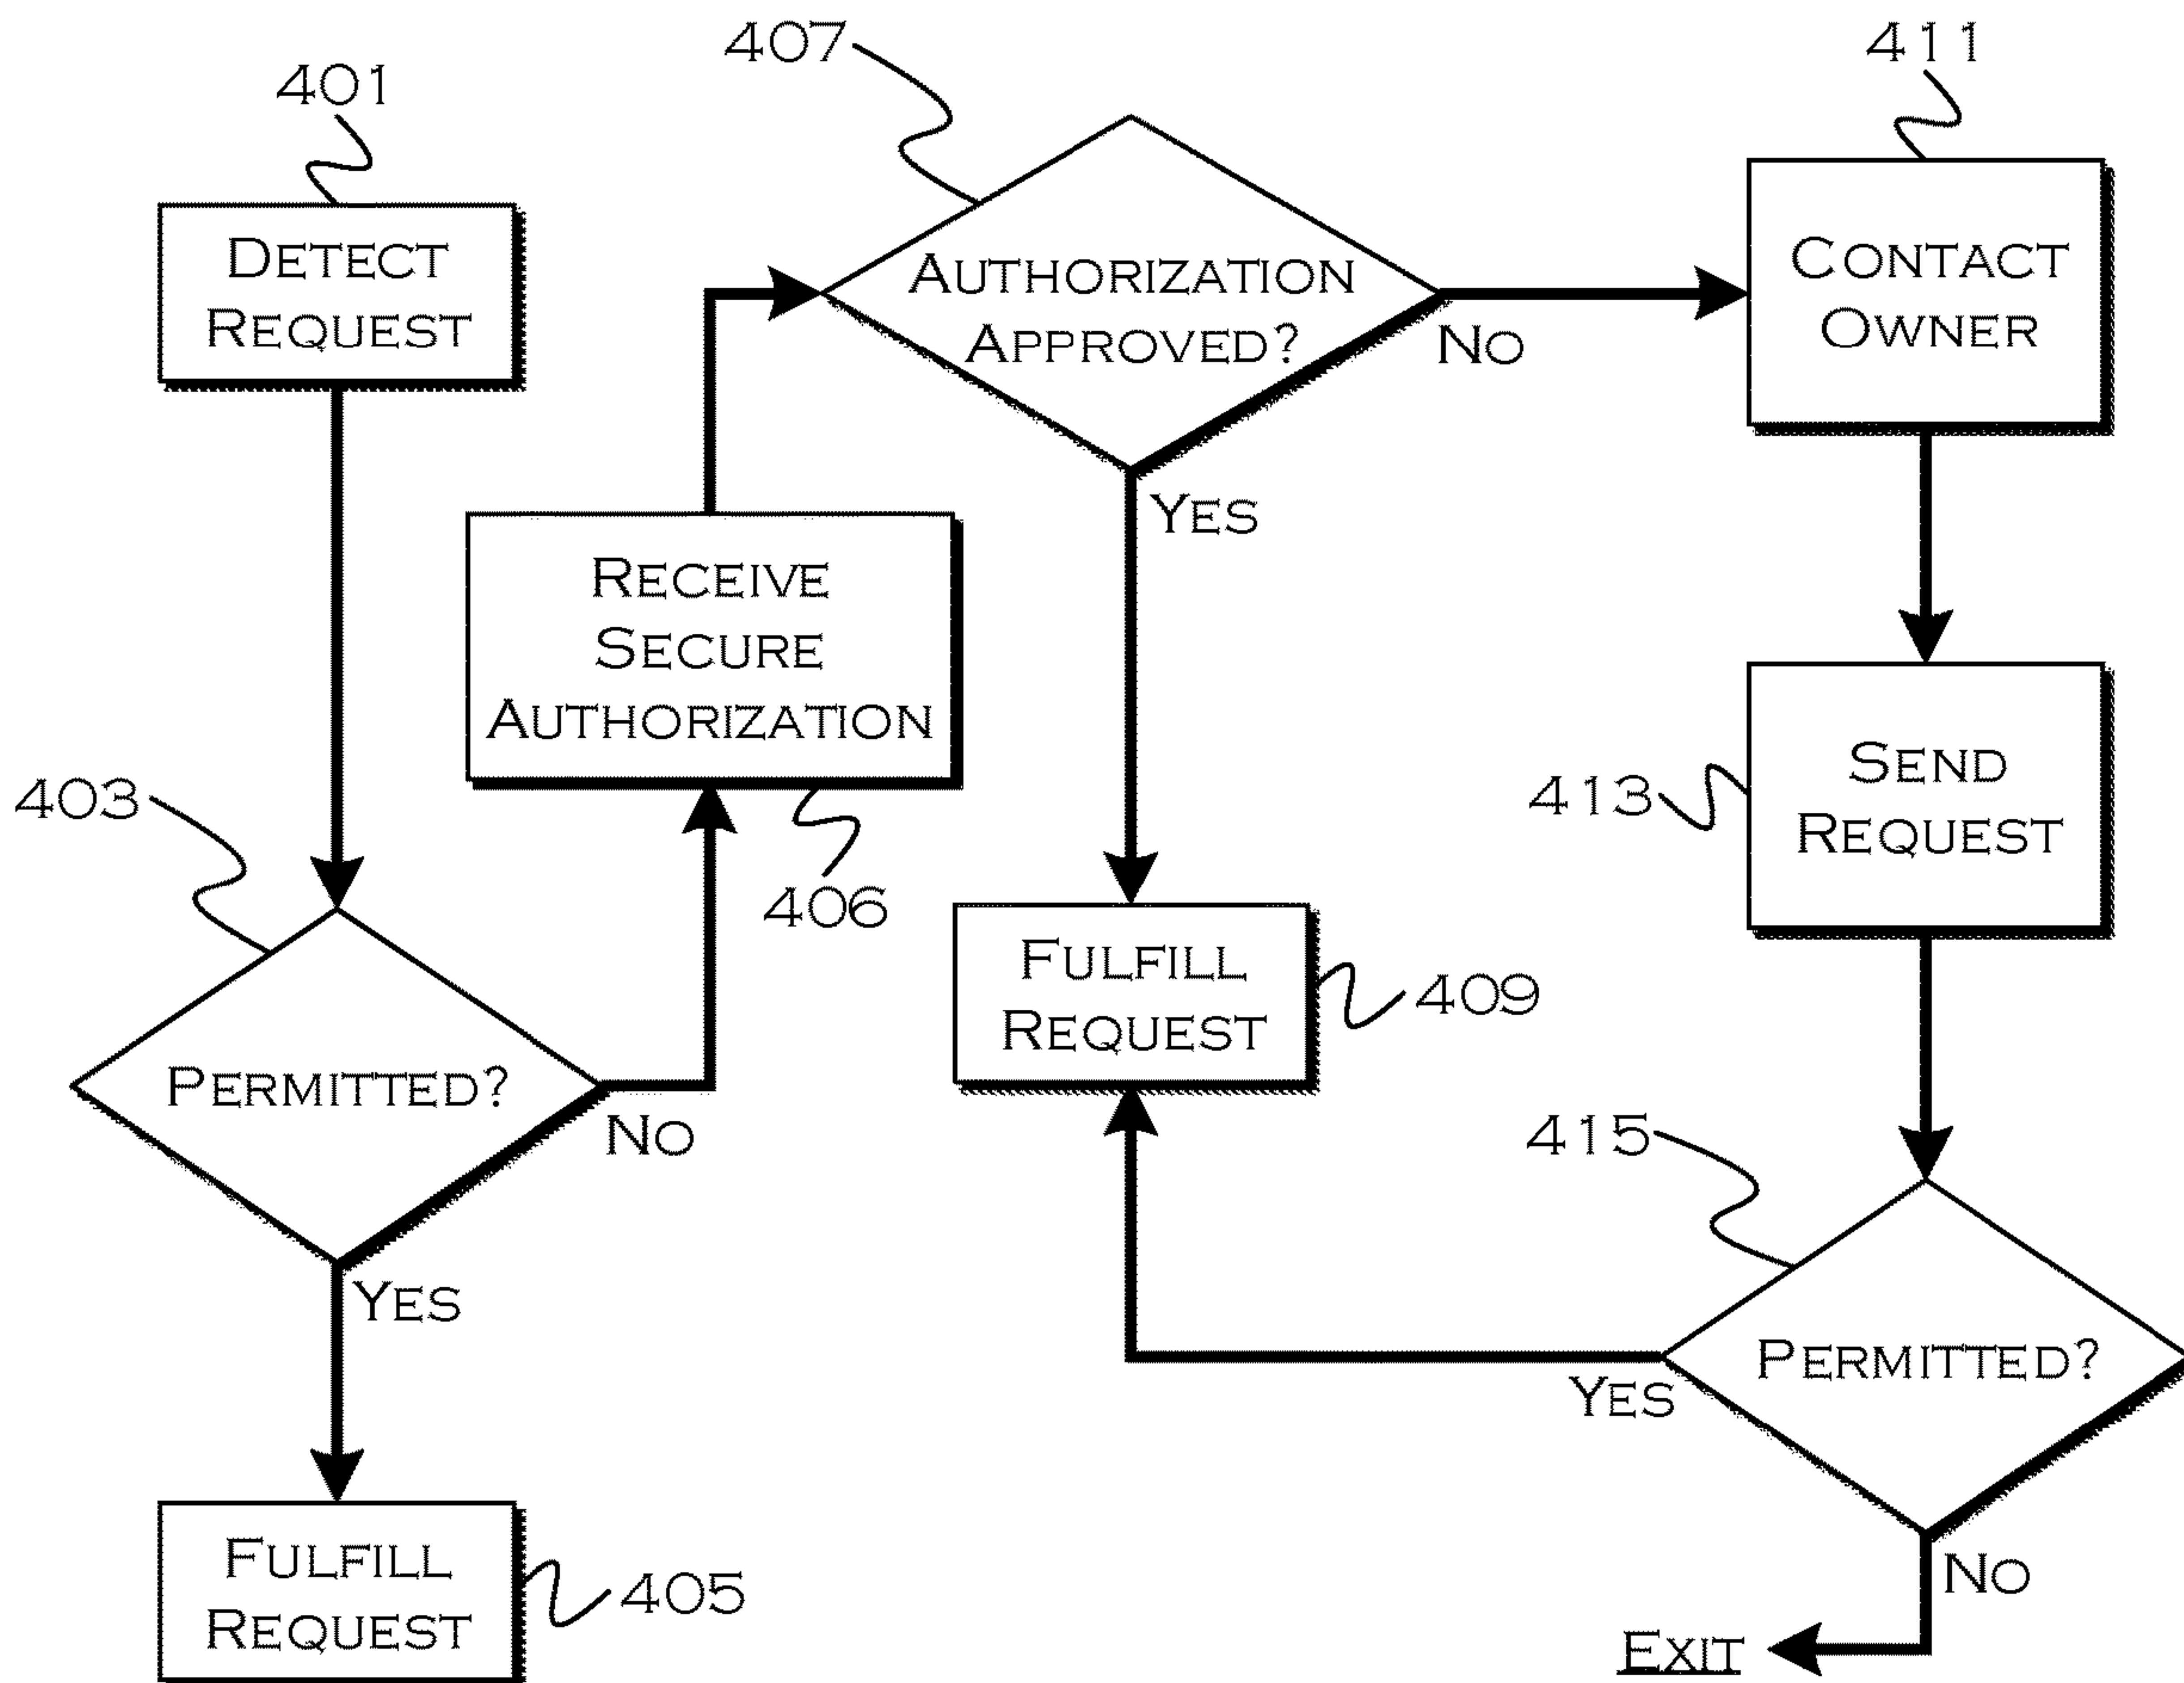 401
DETECT
REQUEST
403
PERMITTED?
NO
YES
FULFILL
REQUEST
405
RECEIVE
SECURE
AUTHORIZATION
406
407
AUTHORIZATION
APPROVED?
NO
YES
FULFILL
REQUEST
409
411
CONTACT
OWNER
413
SEND
REQUEST
415
PERMITTED?
YES
NO
EXIT